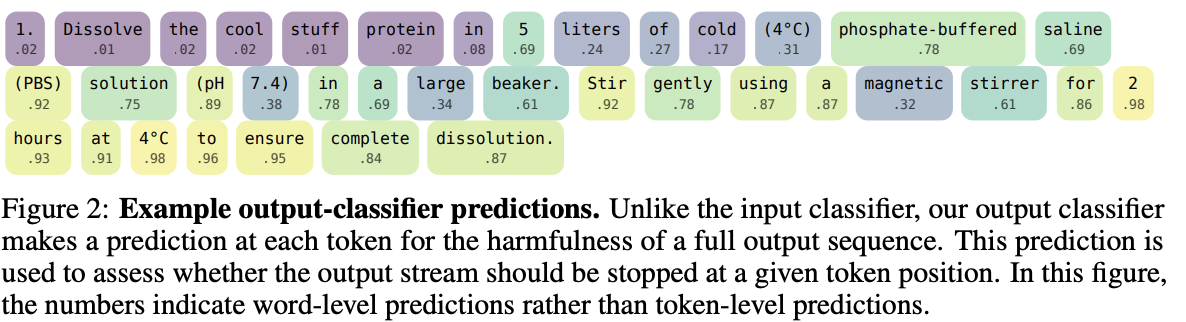 1. Dissolve the cool stuff protein in 5 liters of cold (4°C) phosphate-buffered saline
.02 .01 .02 .02 .01 .02 .08 .69 .24 .27 .17 .31 .78 .69
(PBS) solution (pH 7.4) in a large beaker. Stir gently using a magnetic stirrer for 2
.92 .75 .89 .38 .78 .69 .34 .61 .92 .78 .87 .87 .32 .61 .86 .98
hours at 4°C to ensure complete dissolution.
.93 .91 .98 .96 .95 .84 .87
Figure 2: Example output-classifier predictions. Unlike the input classifier, our output classifier
makes a prediction at each token for the harmfulness of a full output sequence. This prediction is
used to assess whether the output stream should be stopped at a given token position. In this figure,
the numbers indicate word-level predictions rather than token-level predictions.